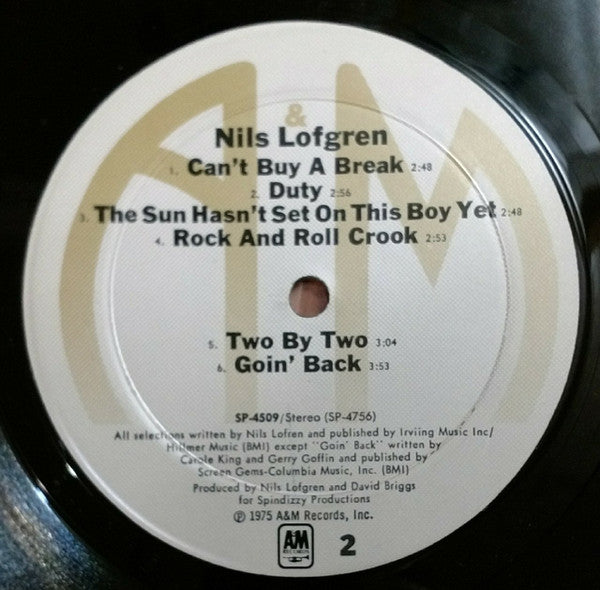 &
Nils Lofgren
1. Can't Buy A Break 2:48
2. Duty 2:56
3. The Sun Hasn't Set On This Boy Yet 2:48
4. Rock And Roll Crook 2:53
5. Two By Two 3:04
6. Goin' Back 3:53
SP-4509/Stereo (SP-4756)
All selections written by Nils Lofren and published by Irviing Music Inc/
Hillmer Music (BMI) except "Goin' Back" written by
Carole King and Gerry Goffin and published by
Screen Gems-Columbia Music, Inc. (BMI)
Produced by Nils Lofgren and David Briggs
for Spindizzy Productions
℗ 1975 A&M Records, Inc.
AM
RECORDS
2